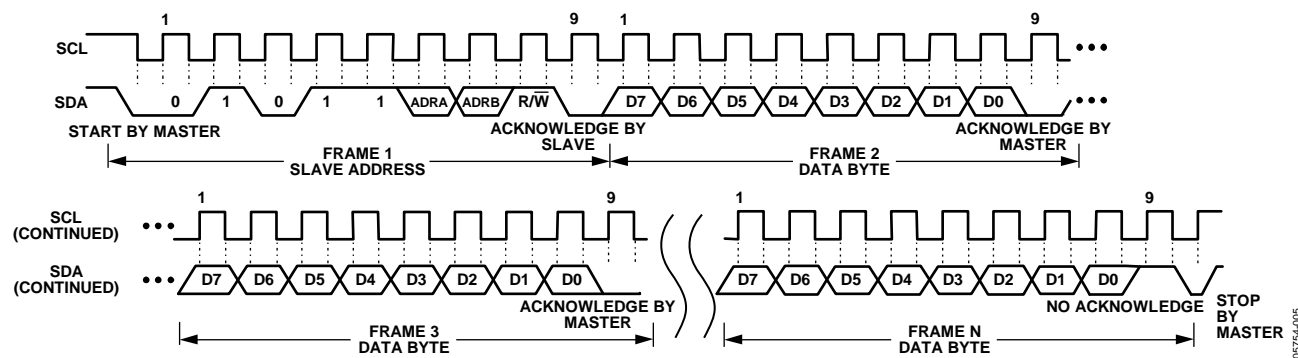 1 9 1 9
SCL
SDA 0 1 0 1 1 ADRA ADRB R/W̅ D7 D6 D5 D4 D3 D2 D1 D0
START BY MASTER ACKNOWLEDGE BY SLAVE ACKNOWLEDGE BY MASTER
FRAME 1 SLAVE ADDRESS
FRAME 2 DATA BYTE
1 9 1 9
SCL (CONTINUED)
SDA (CONTINUED) D7 D6 D5 D4 D3 D2 D1 D0 D7 D6 D5 D4 D3 D2 D1 D0
ACKNOWLEDGE BY MASTER NO ACKNOWLEDGE STOP BY MASTER
FRAME 3 DATA BYTE
FRAME N DATA BYTE
05754-005